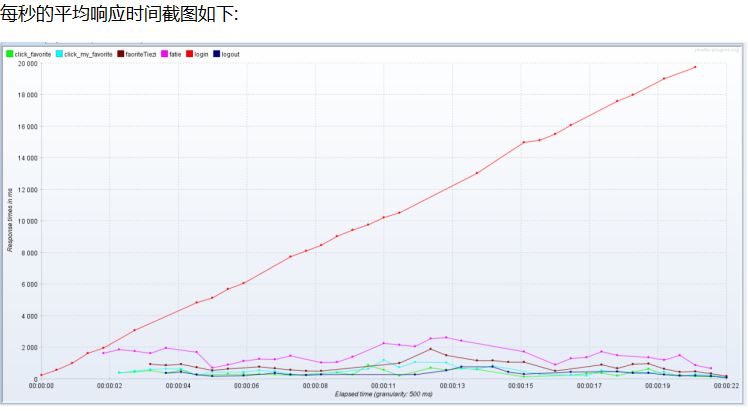 每秒的平均响应时间截图如下:
click_favorite click_my_favorite faoriteTiezi fatie login logout
20 000
18 000
16 000
14 000
12 000
10 000
8 000
6 000
4 000
2 000
0
Response times in ms
00:00:00 00:00:02 00:00:04 00:00:06 00:00:08 00:00:11 00:00:13 00:00:15 00:00:17 00:00:19 00:00:22
Elapsed time (granularity: 500 ms)